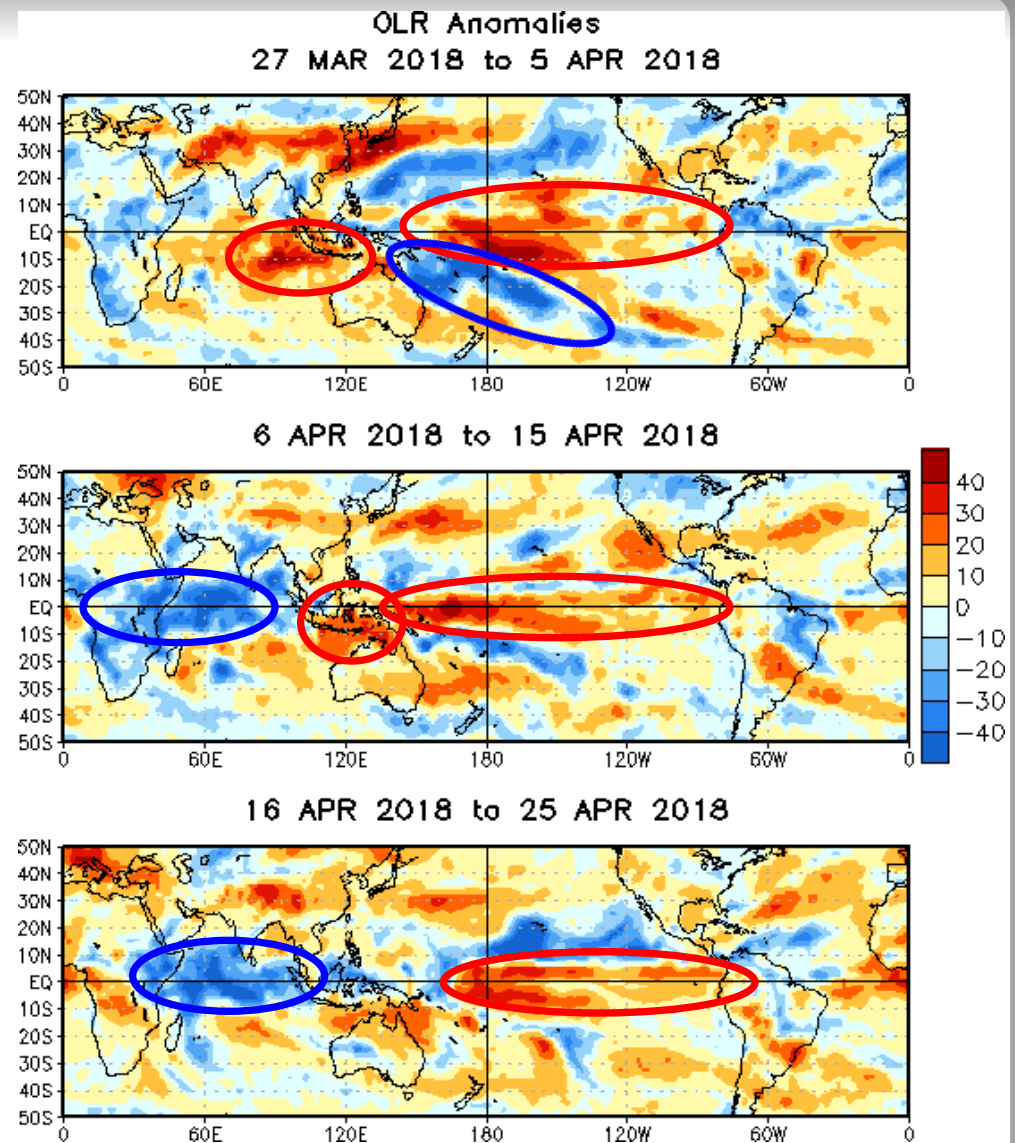 OLR Anomalies
27 MAR 2018 to 5 APR 2018
50N
40N
30N
20N
10N
EQ
10S
20S
30S
40S
50S
0 60E 120E 180 120W 60W 0
6 APR 2018 to 15 APR 2018
50N
40N
30N
20N
10N
EQ
10S
20S
30S
40S
50S
0 60E 120E 180 120W 60W 0
40
30
20
10
0
-10
-20
-30
-40
16 APR 2018 to 25 APR 2018
50N
40N
30N
20N
10N
EQ
10S
20S
30S
40S
50S
0 60E 120E 180 120W 60W 0